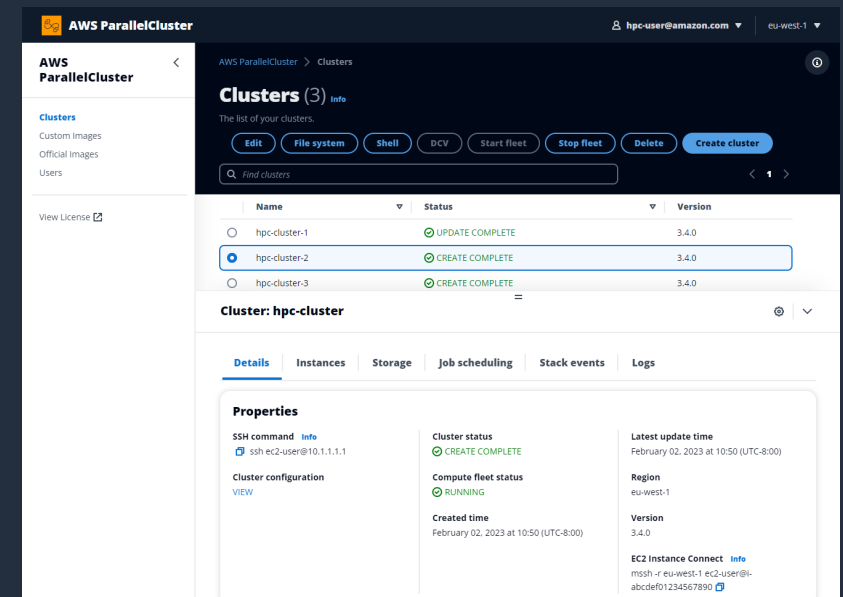 AWS ParallelCluster
hpc-user@amazon.com
eu-west-1
AWS
ParallelCluster
Clusters
Custom Images
Official Images
Users
View License
AWS ParallelCluster > Clusters
Clusters (3) Info
The list of your clusters.
Edit File system Shell DCV Start fleet Stop fleet Delete Create cluster
Find clusters
< 1 >
Name Status Version
hpc-cluster-1 UPDATE COMPLETE 3.4.0
hpc-cluster-2 CREATE COMPLETE 3.4.0
hpc-cluster-3 CREATE COMPLETE 3.4.0
Cluster: hpc-cluster
Details Instances Storage Job scheduling Stack events Logs
Properties
SSH command Info
ssh ec2-user@10.1.1.1.1
Cluster configuration
VIEW
Cluster status
CREATE COMPLETE
Compute fleet status
RUNNING
Created time
February 02, 2023 at 10:50 (UTC-8:00)
Latest update time
February 02, 2023 at 10:50 (UTC-8:00)
Region
eu-west-1
Version
3.4.0
EC2 Instance Connect Info
mssh -r eu-west-1 ec2-user@i-
abcdef01234567890